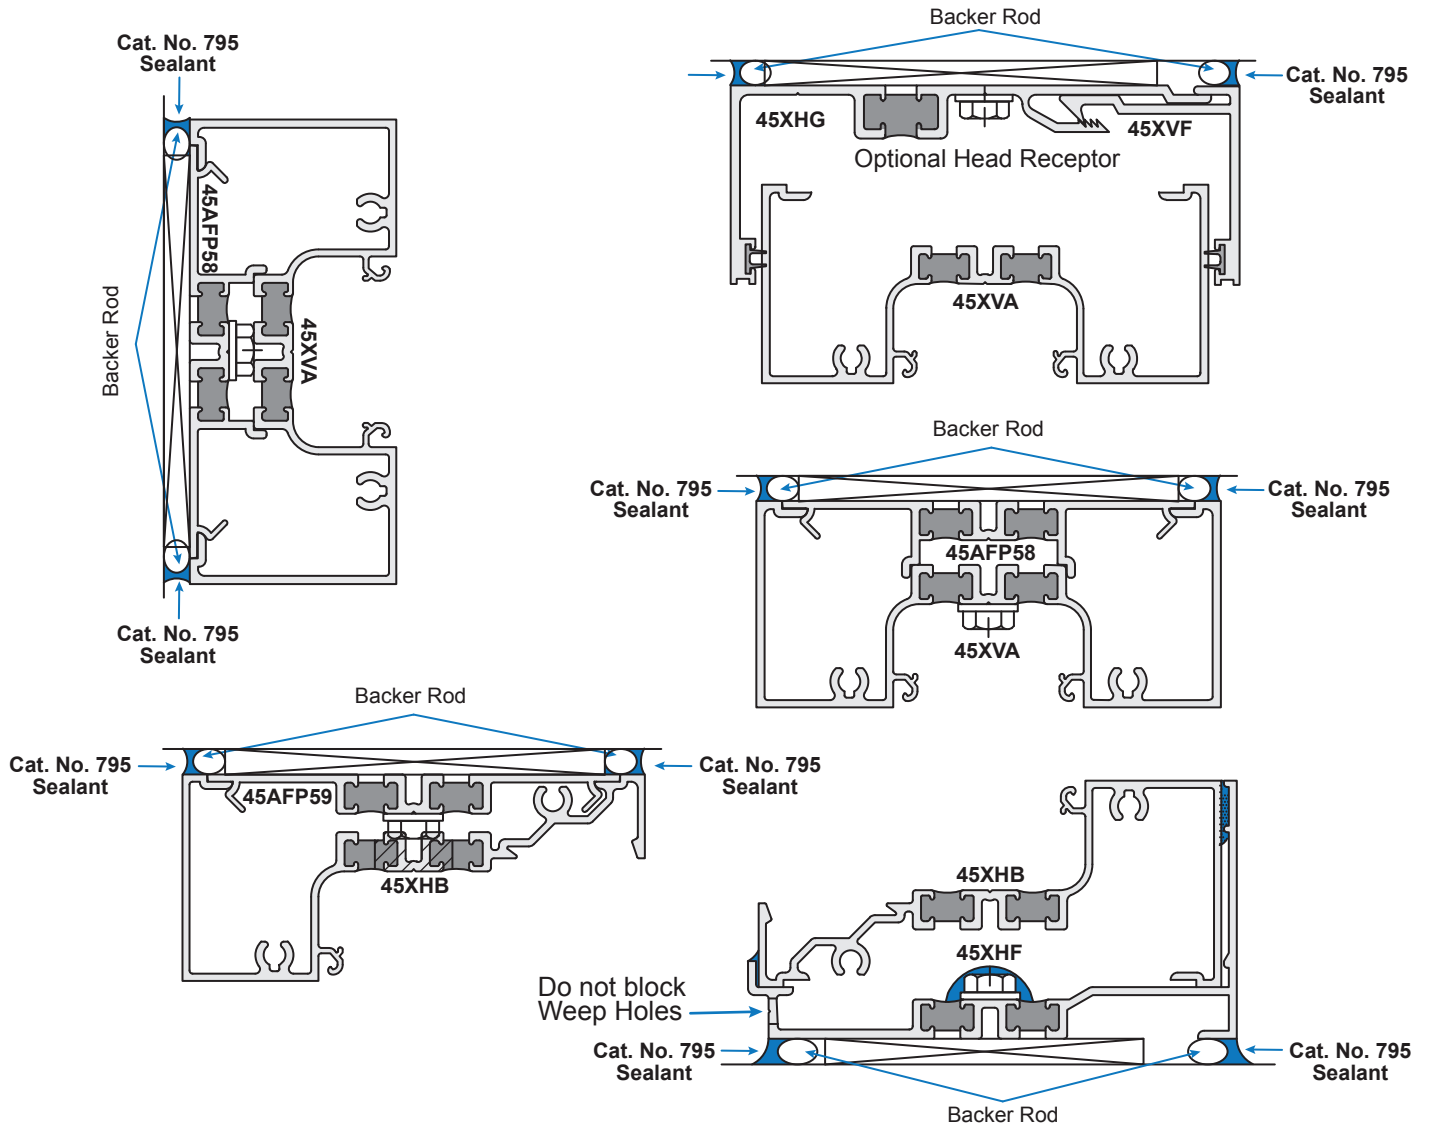 Cat. No. 795
Sealant
45AFP58
45XVA
Backer Rod
Cat. No. 795
Sealant
Backer Rod
Cat. No. 795
Sealant
45XHG
45XVF
Optional Head Receptor
45XVA
Backer Rod
Cat. No. 795
Sealant
Cat. No. 795
Sealant
45AFP58
45XVA
Backer Rod
Cat. No. 795
Sealant
Cat. No. 795
Sealant
45AFP59
45XHB
45XHB
45XHF
Do not block
Weep Holes
Cat. No. 795
Sealant
Cat. No. 795
Sealant
Backer Rod